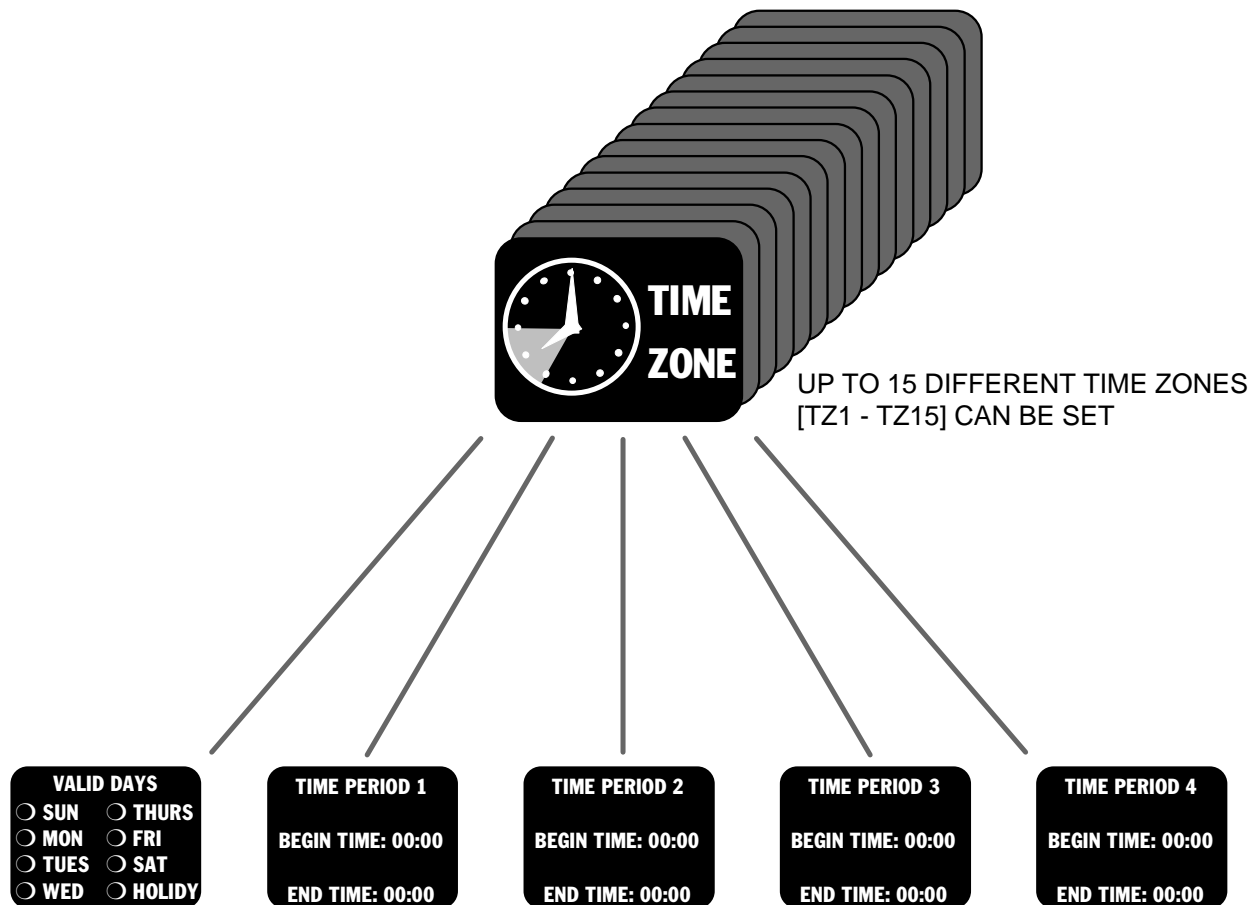 TIME
ZONE
UP TO 15 DIFFERENT TIME ZONES
[TZ1 - TZ15] CAN BE SET
VALID DAYS
SUN THURS
MON FRI
TUES SAT
WED HOLIDY
TIME PERIOD 1
BEGIN TIME: 00:00
END TIME: 00:00
TIME PERIOD 2
BEGIN TIME: 00:00
END TIME: 00:00
TIME PERIOD 3
BEGIN TIME: 00:00
END TIME: 00:00
TIME PERIOD 4
BEGIN TIME: 00:00
END TIME: 00:00